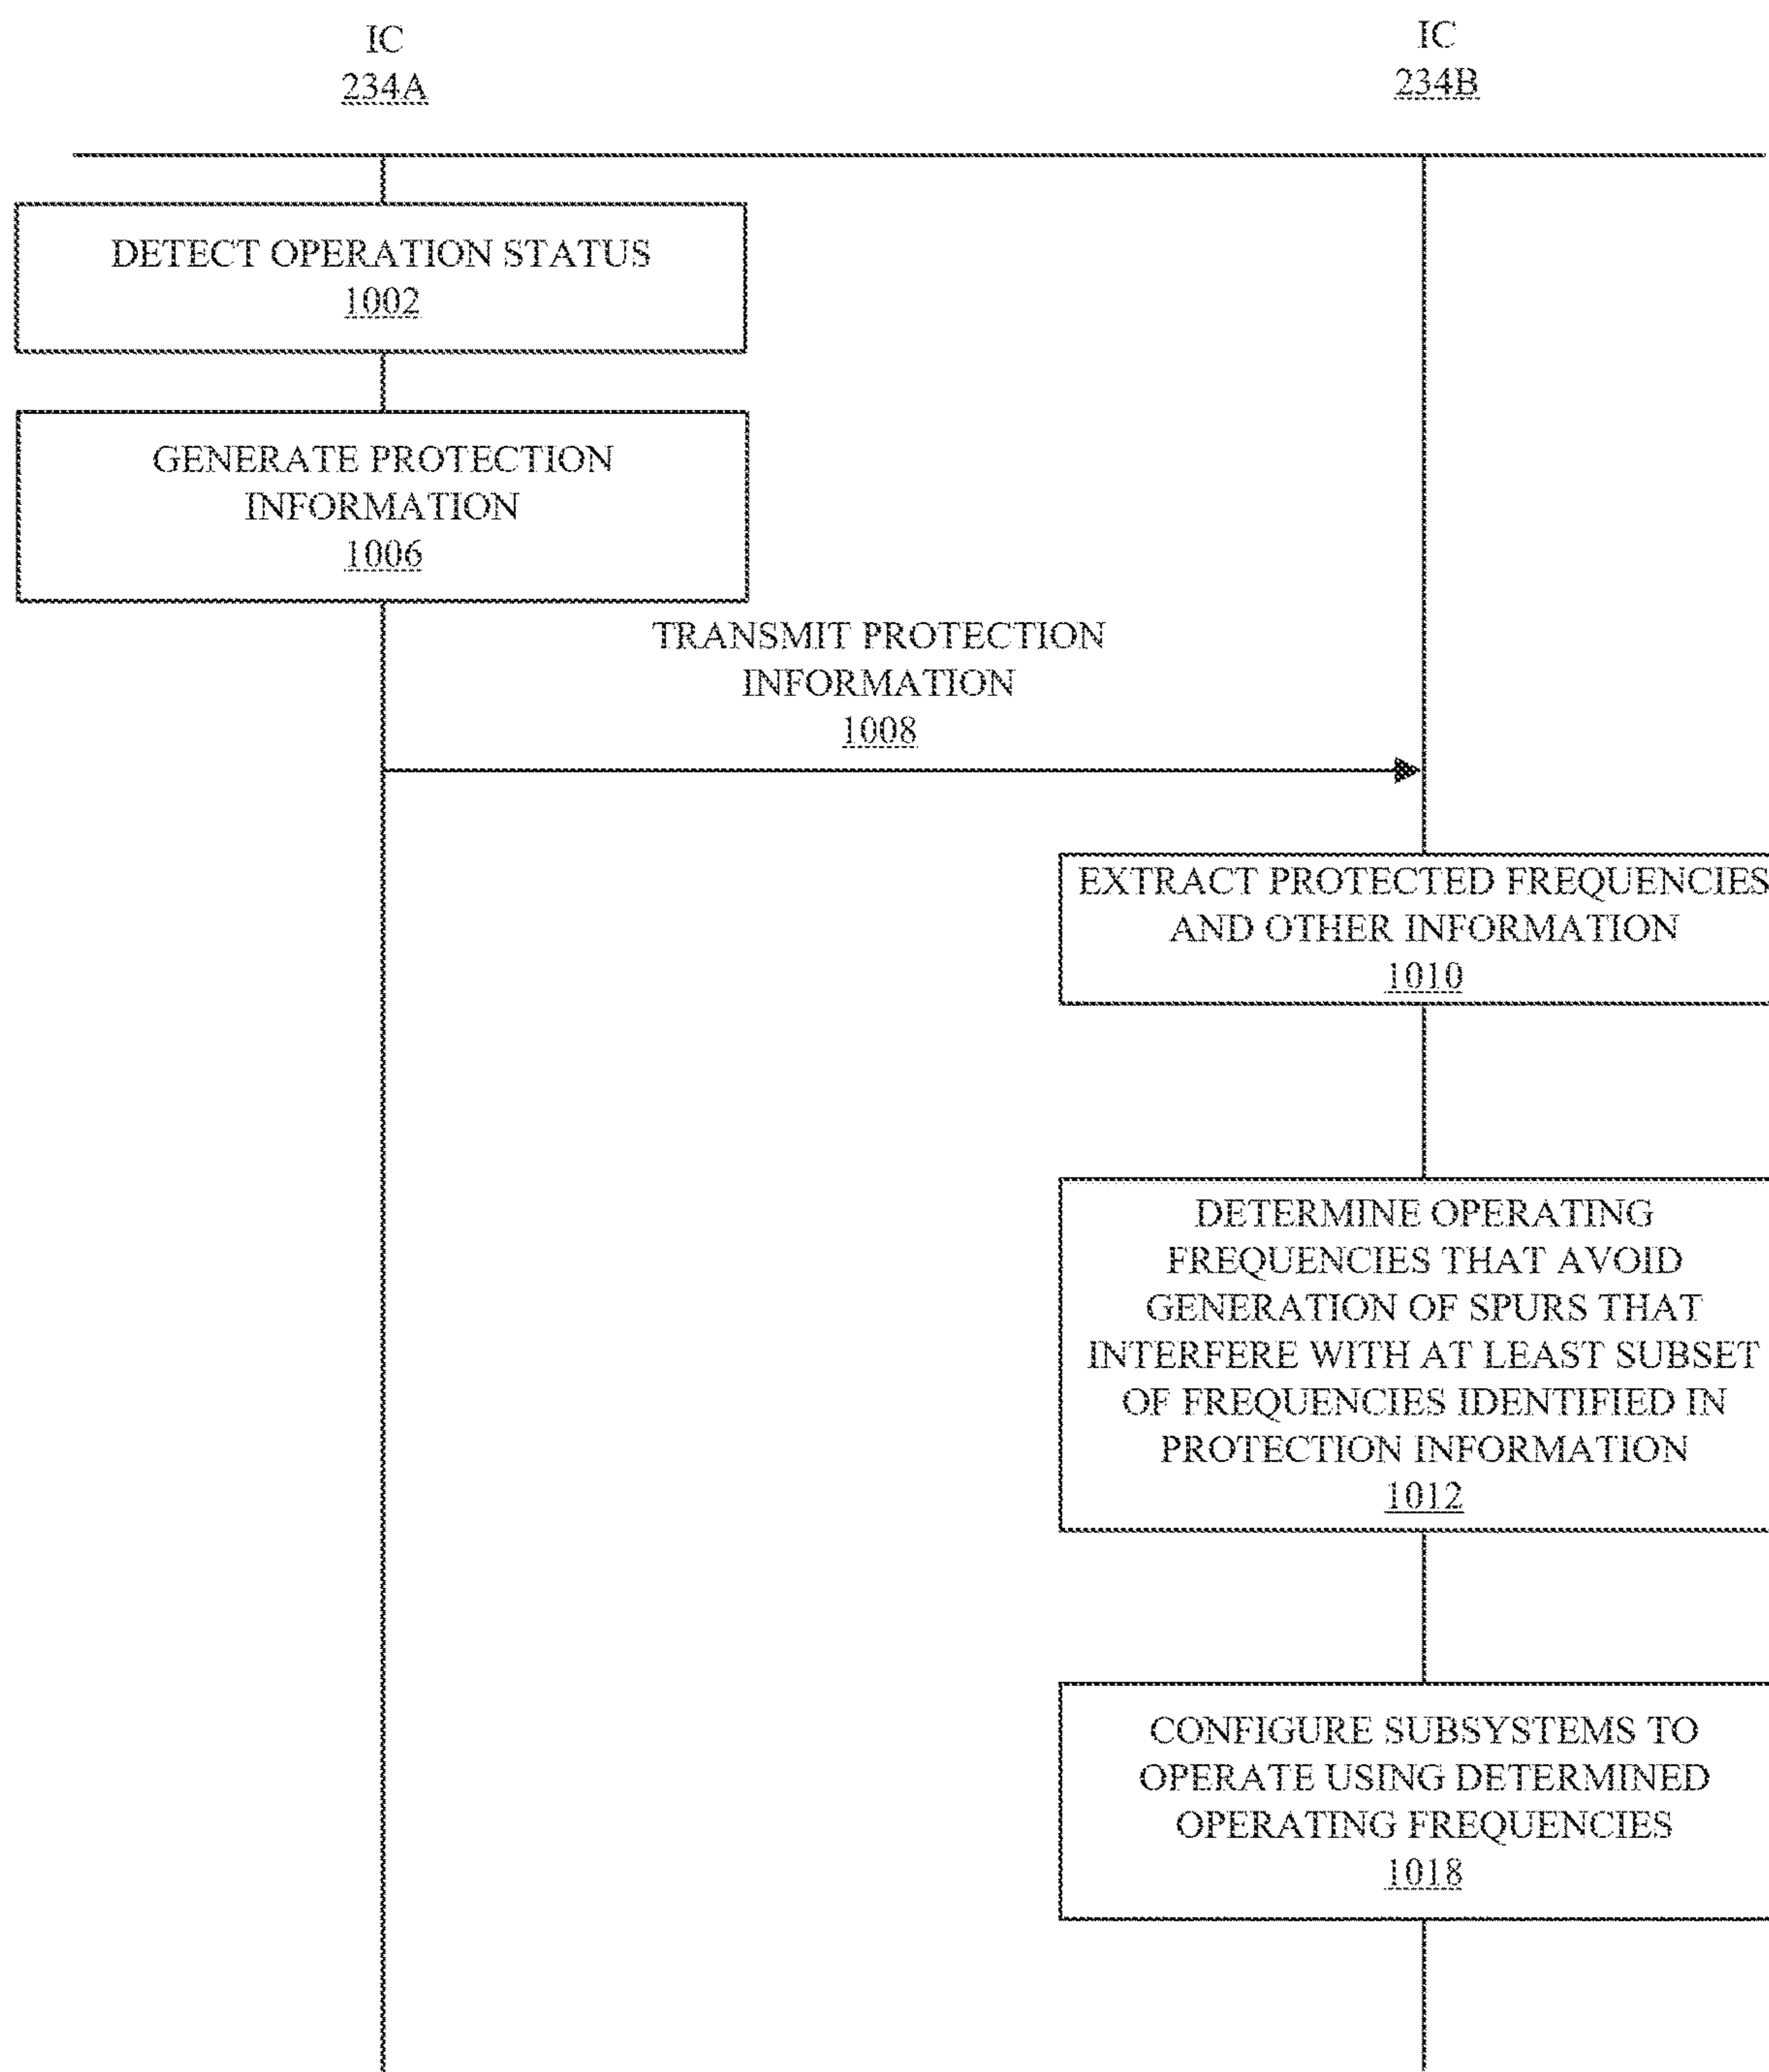 IC
234A
IC
234B
DETECT OPERATION STATUS
1002
GENERATE PROTECTION
INFORMATION
1006
TRANSMIT PROTECTION
INFORMATION
1008
EXTRACT PROTECTED FREQUENCIES
AND OTHER INFORMATION
1010
DETERMINE OPERATING
FREQUENCIES THAT AVOID
GENERATION OF SPURS THAT
INTERFERE WITH AT LEAST SUBSET
OF FREQUENCIES IDENTIFIED IN
PROTECTION INFORMATION
1012
CONFIGURE SUBSYSTEMS TO
OPERATE USING DETERMINED
OPERATING FREQUENCIES
1018